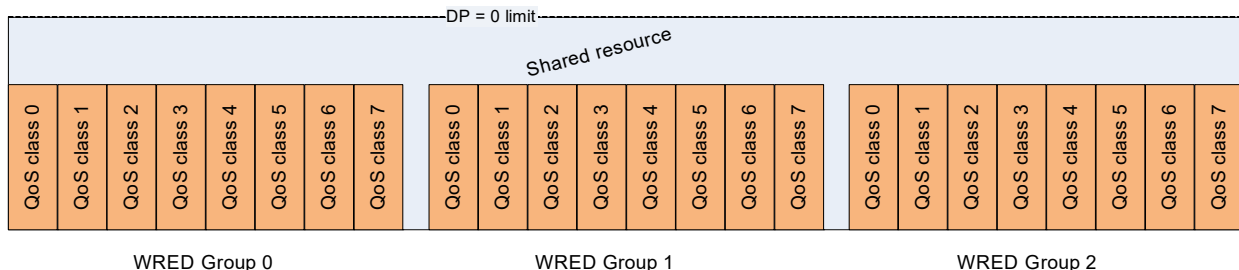 DP = 0 limit
Shared resource
QoS class 0
QoS class 1
QoS class 2
QoS class 3
QoS class 4
QoS class 5
QoS class 6
QoS class 7
QoS class 0
QoS class 1
QoS class 2
QoS class 3
QoS class 4
QoS class 5
QoS class 6
QoS class 7
QoS class 0
QoS class 1
QoS class 2
QoS class 3
QoS class 4
QoS class 5
QoS class 6
QoS class 7
WRED Group 0
WRED Group 1
WRED Group 2